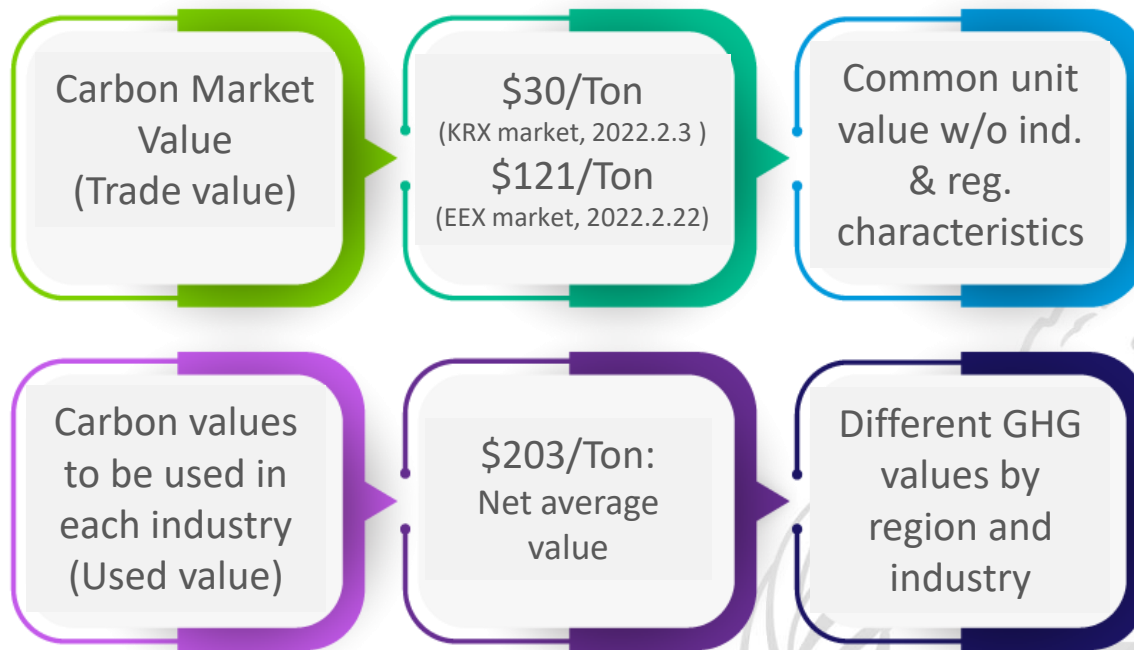 Carbon Market
Value
(Trade value)
$30/Ton
(KRX market, 2022.2.3 )
$121/Ton
(EEX market, 2022.2.22)
Common unit
value w/o ind.
& reg.
characteristics
Carbon values
to be used in
each industry
(Used value)
$203/Ton:
Net average
value
Different GHG
values by
region and
industry